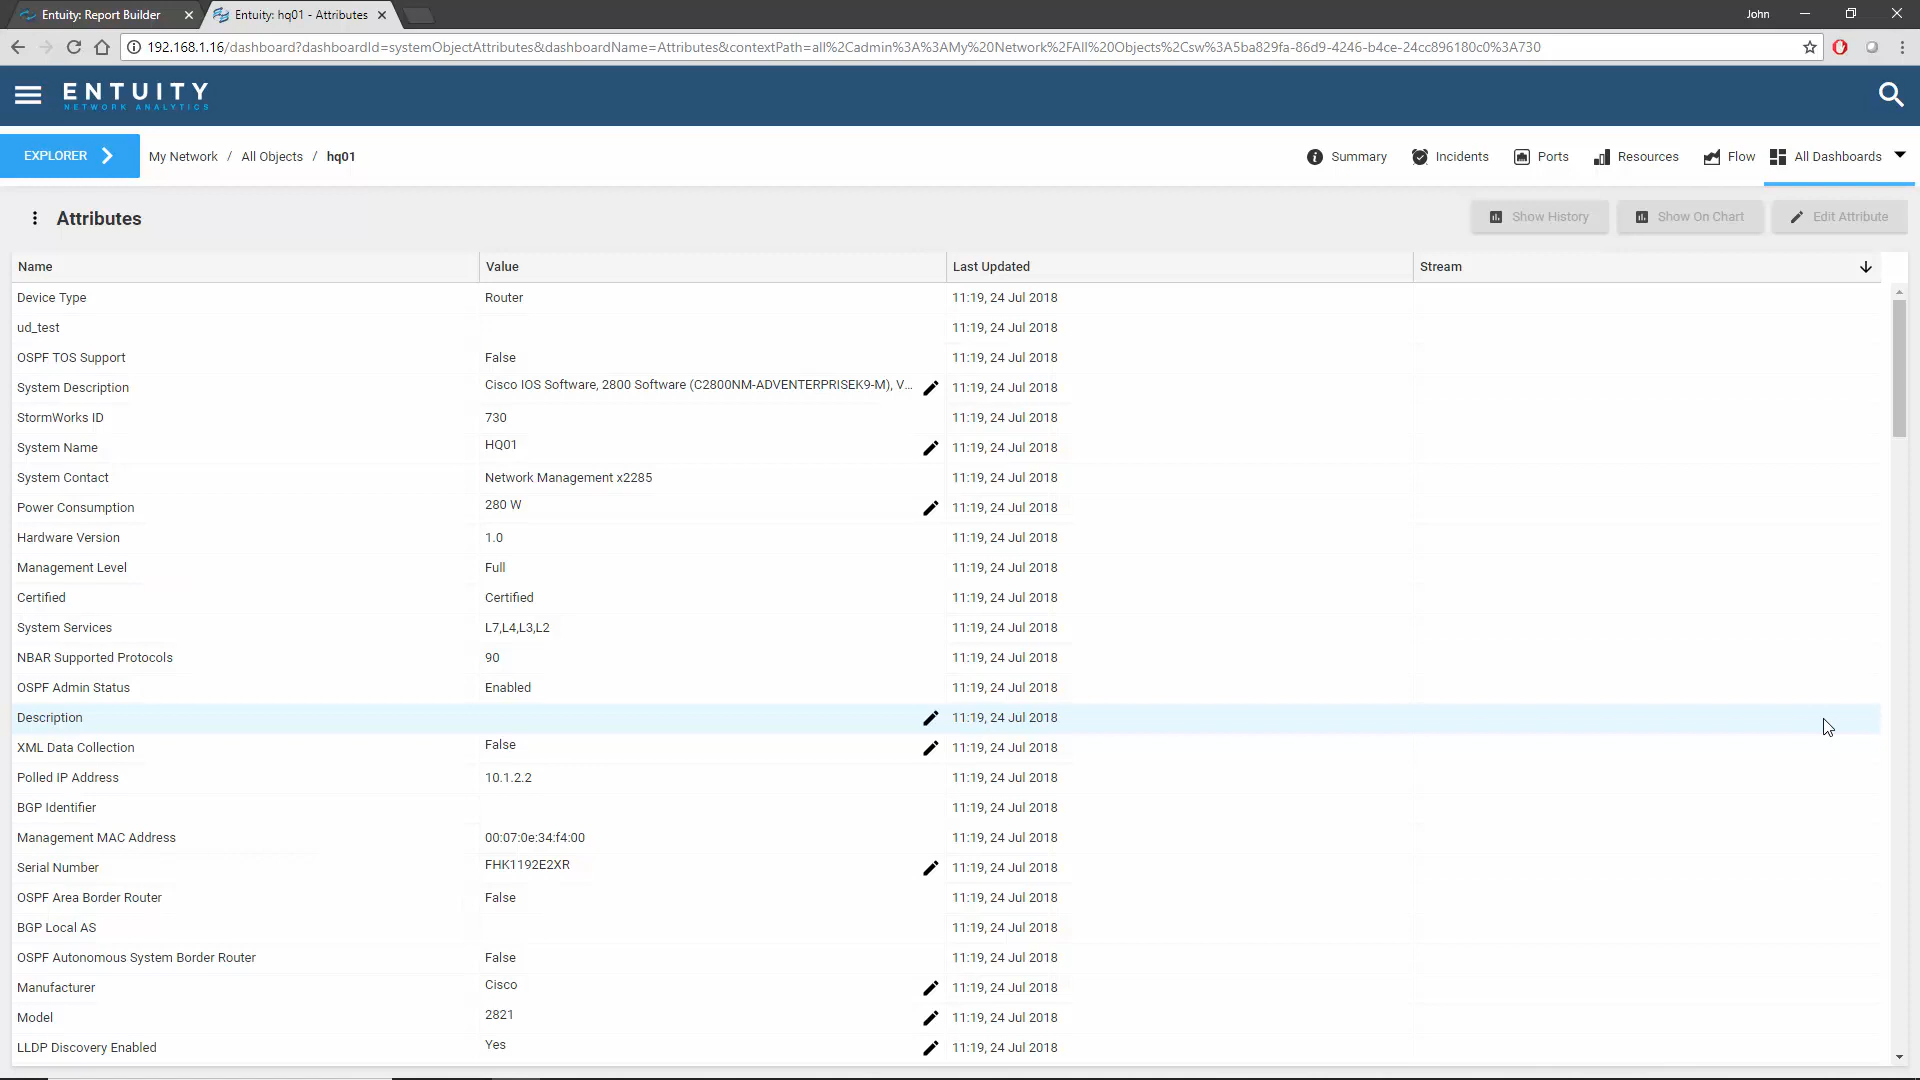 Entuity: Report Builder
Entuity: hq01 - Attributes
John
192.168.1.16/dashboard?dashboardId=systemObjectAttributes&dashboardName=Attributes&contextPath=all%2Cadmin%3A%3AMy%20Network%2FAll%20Objects%2Csw%3A5ba829fa-86d9-4246-b4ce-24cc896180c0%3A730
ENTUITY
NETWORK ANALYTICS
EXPLORER
My Network / All Objects / hq01
Summary Incidents Ports Resources Flow All Dashboards
Attributes
Show History Show On Chart Edit Attribute
Name Value Last Updated Stream
Device Type Router 11:19, 24 Jul 2018
ud_test 11:19, 24 Jul 2018
OSPF TOS Support False 11:19, 24 Jul 2018
System Description Cisco IOS Software, 2800 Software (C2800NM-ADVENTERPRISEK9-M), V... 11:19, 24 Jul 2018
StormWorks ID 730 11:19, 24 Jul 2018
System Name HQ01 11:19, 24 Jul 2018
System Contact Network Management x2285 11:19, 24 Jul 2018
Power Consumption 280 W 11:19, 24 Jul 2018
Hardware Version 1.0 11:19, 24 Jul 2018
Management Level Full 11:19, 24 Jul 2018
Certified Certified 11:19, 24 Jul 2018
System Services L7,L4,L3,L2 11:19, 24 Jul 2018
NBAR Supported Protocols 90 11:19, 24 Jul 2018
OSPF Admin Status Enabled 11:19, 24 Jul 2018
Description 11:19, 24 Jul 2018
XML Data Collection False 11:19, 24 Jul 2018
Polled IP Address 10.1.2.2 11:19, 24 Jul 2018
BGP Identifier 11:19, 24 Jul 2018
Management MAC Address 00:07:0e:34:f4:00 11:19, 24 Jul 2018
Serial Number FHK1192E2XR 11:19, 24 Jul 2018
OSPF Area Border Router False 11:19, 24 Jul 2018
BGP Local AS 11:19, 24 Jul 2018
OSPF Autonomous System Border Router False 11:19, 24 Jul 2018
Manufacturer Cisco 11:19, 24 Jul 2018
Model 2821 11:19, 24 Jul 2018
LLDP Discovery Enabled Yes 11:19, 24 Jul 2018